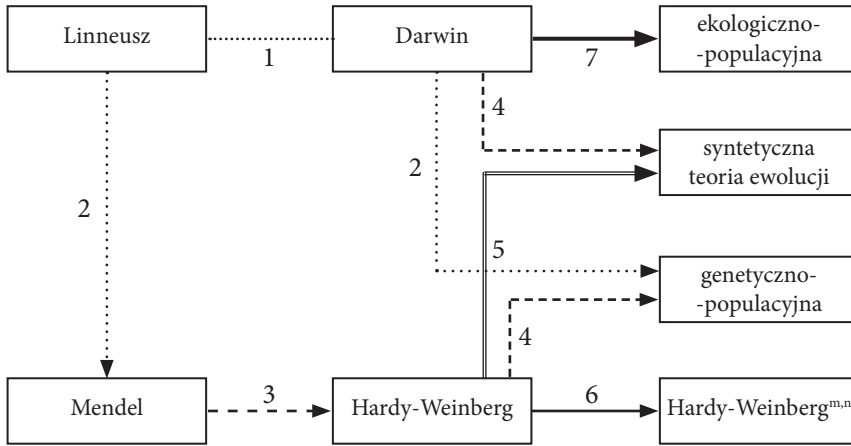 Linneusz
1
Darwin
7
ekologiczno-
-populacyjna
4
syntetyczna
teoria ewolucji
2
2
5
genetyczno-
-populacyjna
4
Mendel
3
Hardy-Weinberg
6
Hardy-Weinbergᵐ,ⁿ